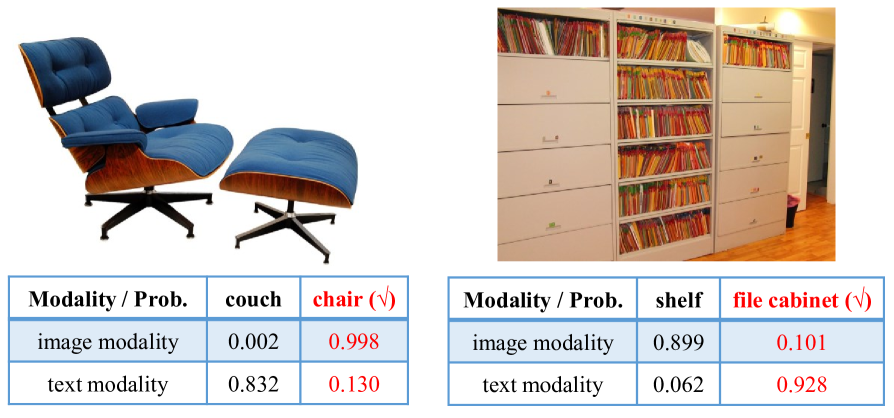 Modality / Prob. couch chair (√)
image modality 0.002 0.998
text modality 0.832 0.130
Modality / Prob. shelf file cabinet (√)
image modality 0.899 0.101
text modality 0.062 0.928